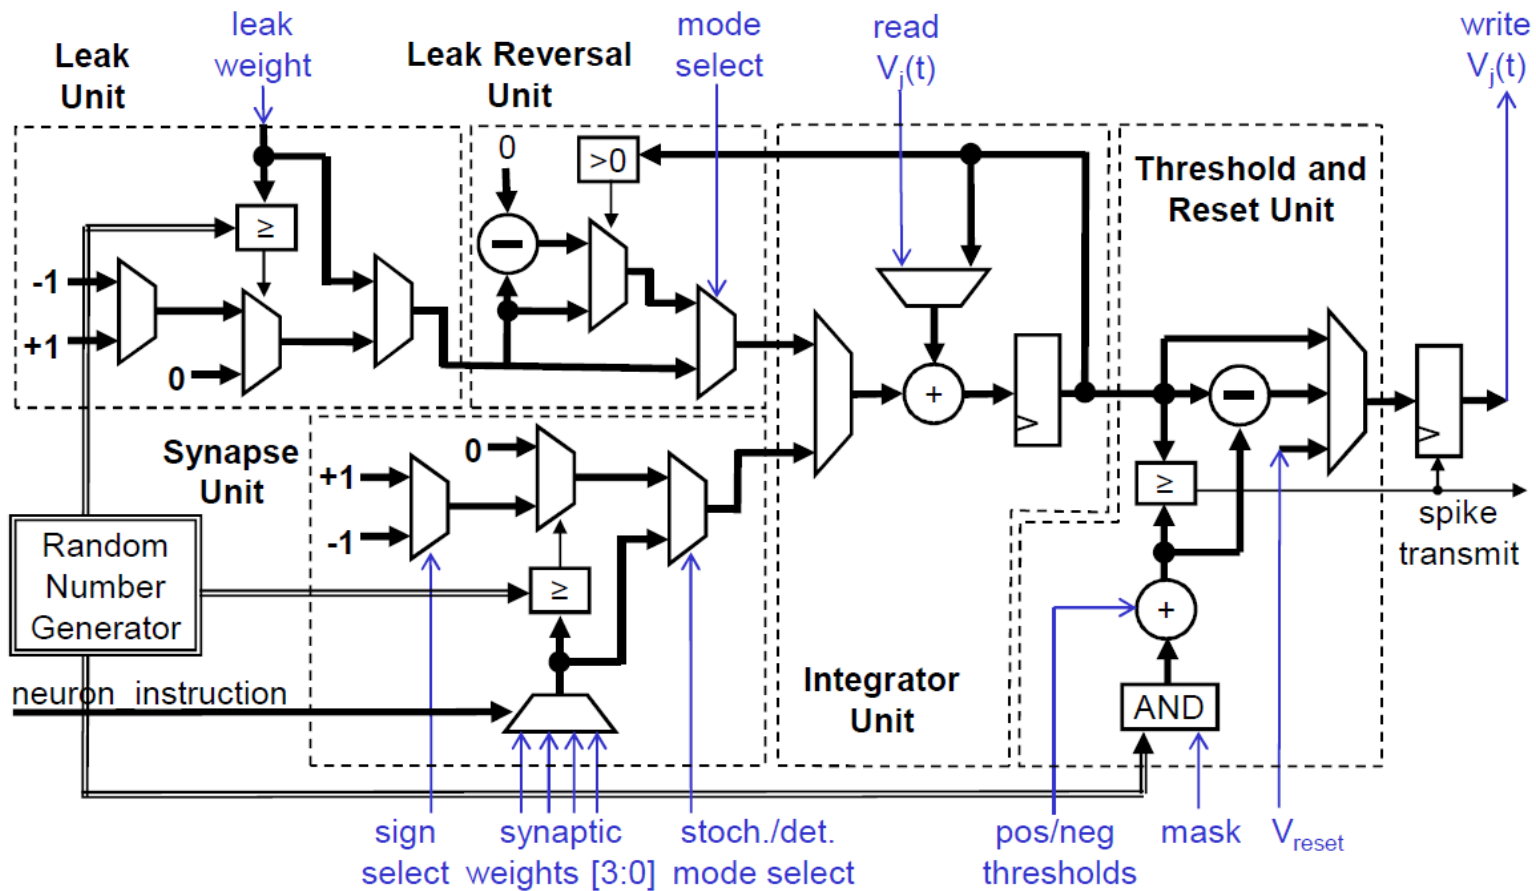 leak
weight
mode
select
read
Vj(t)
write
Vj(t)
Leak
Unit
Leak Reversal
Unit
0
>0
Threshold and
Reset Unit
≥
-1
+1
0
+
Synapse
Unit
0
+1
-1
≥
≥
spike
transmit
Random
Number
Generator
+
neuron_instruction
Integrator
Unit
AND
sign
select
synaptic
weights [3:0]
stoch./det.
mode select
pos/neg
thresholds
mask
Vreset